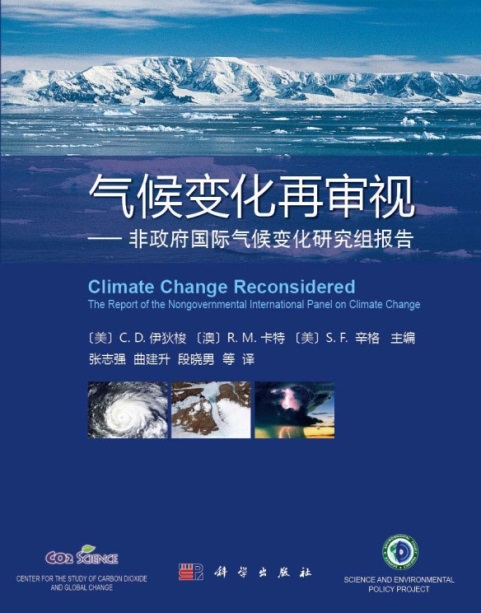 气候变化再审视
—— 非政府国际气候变化研究组报告
Climate Change Reconsidered
The Report of the Nongovernmental International Panel on Climate Change
〔美〕C. D. 伊狄梭 〔澳〕R. M. 卡特 〔美〕S. F. 辛格 主编
张志强 曲建升 段晓男 等 译
CO2 SCIENCE
CENTER FOR THE STUDY OF CARBON DIOXIDE
AND GLOBAL CHANGE
科学出版社
SCIENCE AND ENVIRONMENTAL
POLICY PROJECT